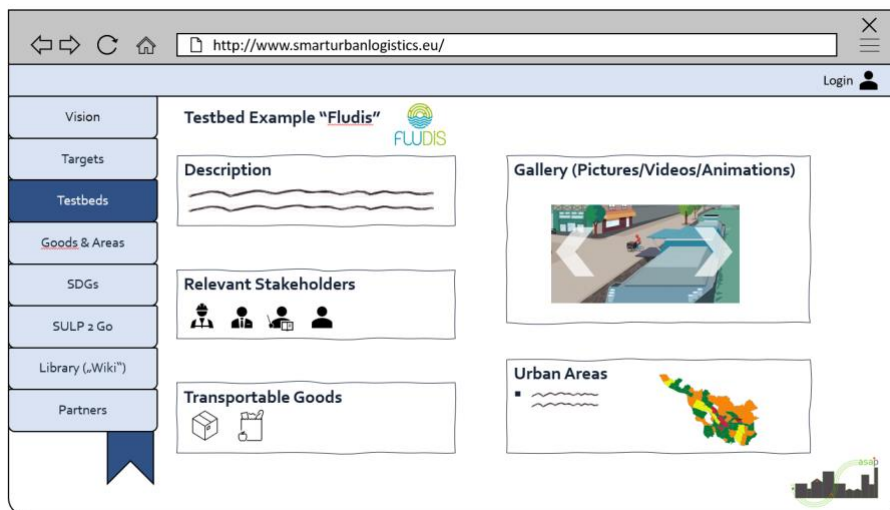 http://www.smarturbanlogistics.eu/
Login
Vision
Targets
Testbeds
Goods & Areas
SDGs
SULP 2 Go
Library („Wiki“)
Partners
Testbed Example “Fludis”
FLUDIS
Description
Relevant Stakeholders
Transportable Goods
Gallery (Pictures/Videos/Animations)
Urban Areas
asap